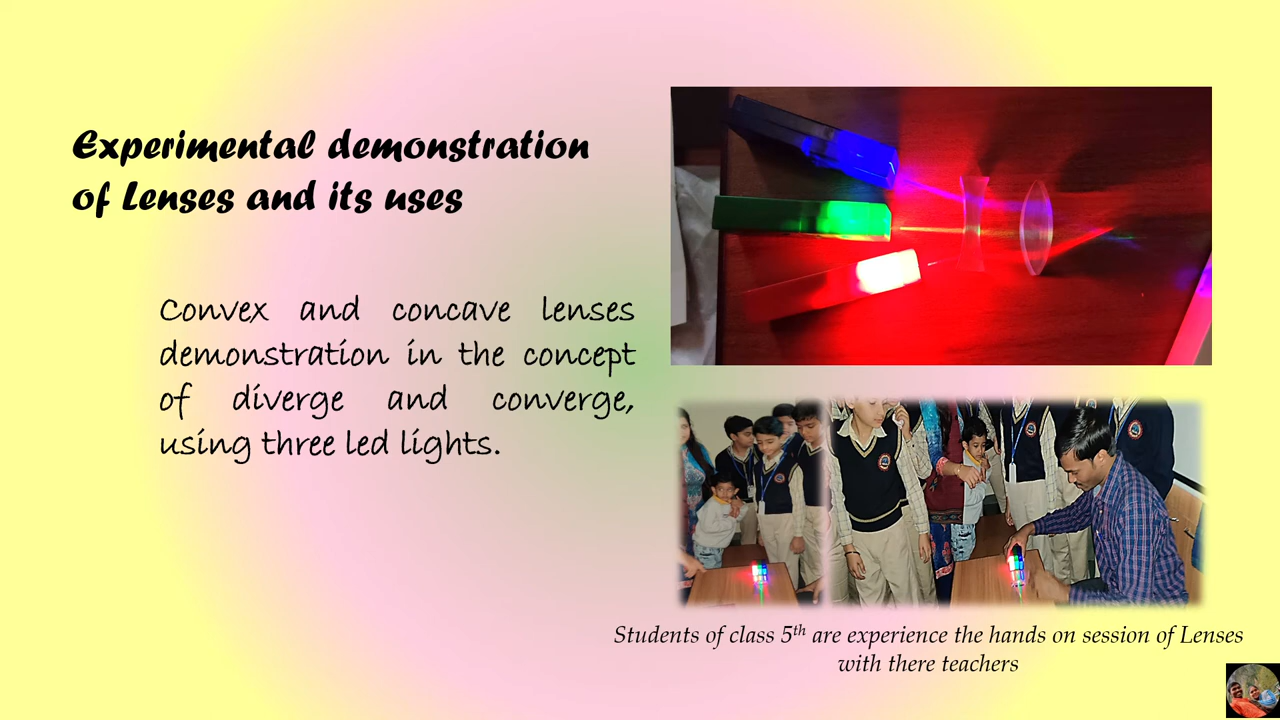 Experimental demonstration
of Lenses and its uses
Convex and concave lenses
demonstration in the concept
of diverge and converge,
using three led lights.
Students of class 5th are experience the hands on session of Lenses
with there teachers